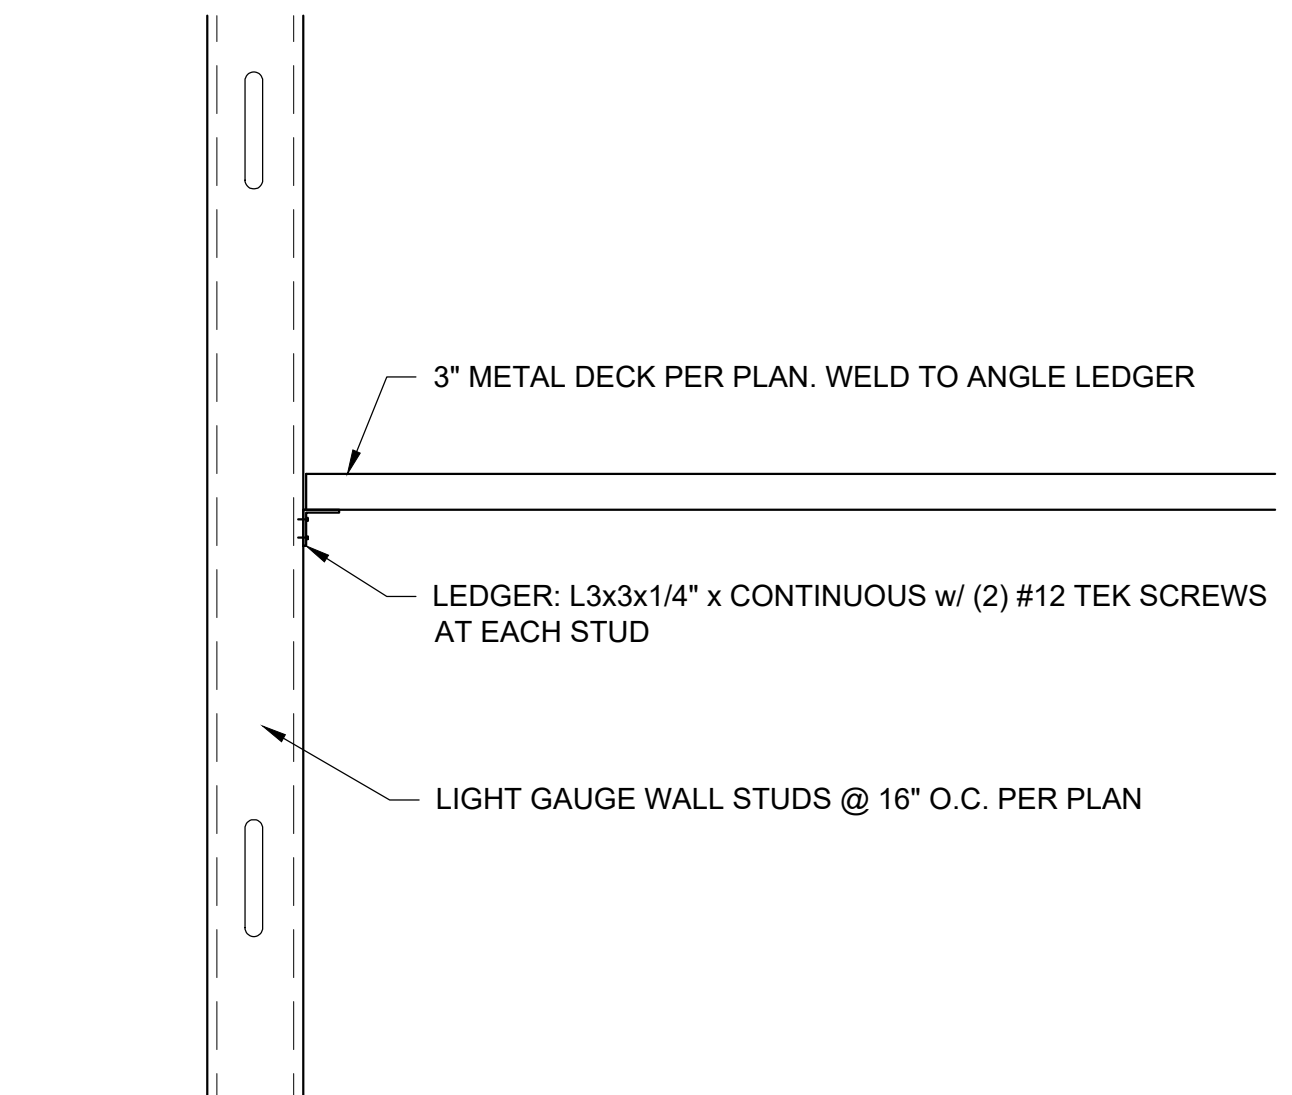 3" METAL DECK PER PLAN. WELD TO ANGLE LEDGER
LEDGER: L3x3x1/4" x CONTINUOUS w/ (2) #12 TEK SCREWS
AT EACH STUD
LIGHT GAUGE WALL STUDS @ 16" O.C. PER PLAN